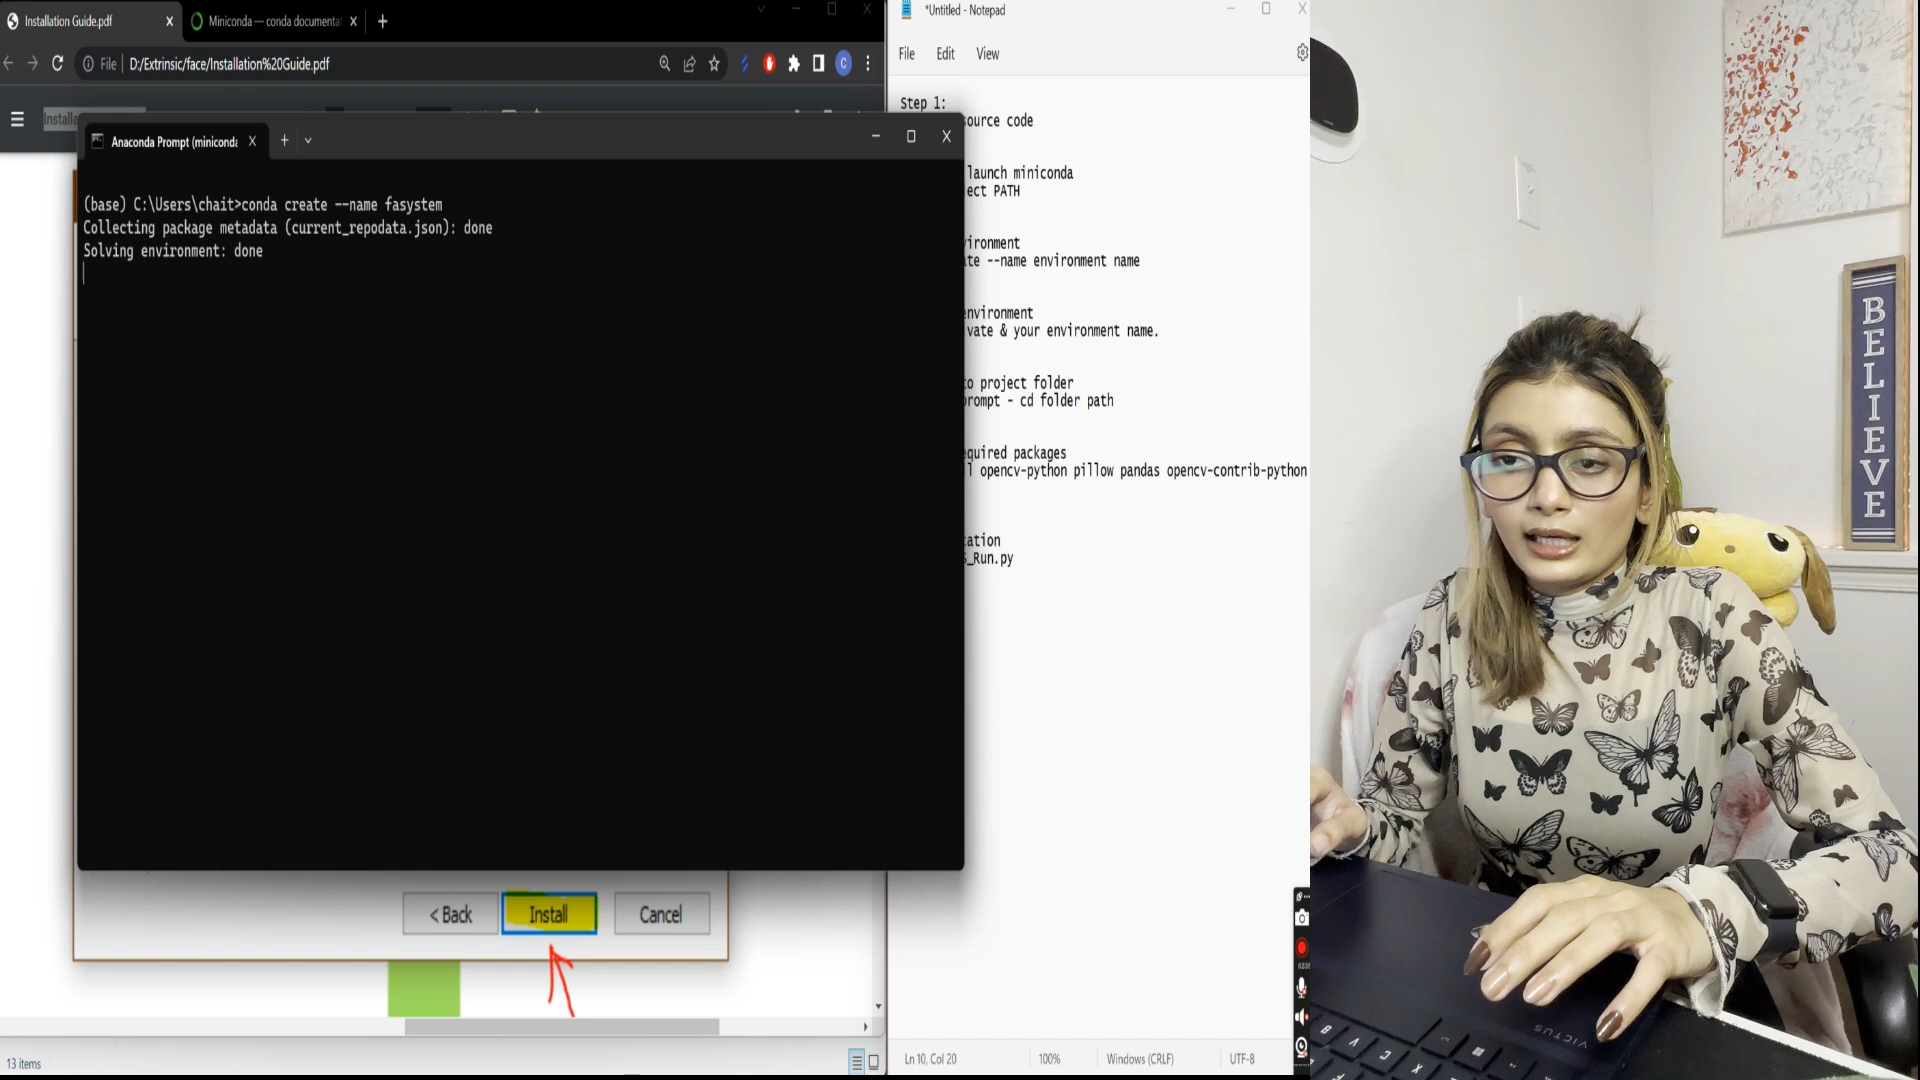 Installation Guide.pdf
Miniconda — conda documenta
File
D:/Extrinsic/face/Installation%20Guide.pdf
C
Installa
Anaconda Prompt (miniconda
(base) C:\Users\chait>conda create --name fasystem
Collecting package metadata (current_repodata.json): done
Solving environment: done
< Back
Install
Cancel
13 items
*Untitled - Notepad
File
Edit
View
Step 1:
ource code
launch miniconda
ect PATH
ironment
te --name environment name
nvironment
vate & your environment name.
o project folder
prompt - cd folder path
quired packages
l opencv-python pillow pandas opencv-contrib-python
ation
S_Run.py
Ln 10, Col 20
100%
Windows (CRLF)
UTF-8
BELIEVE
VICTUS